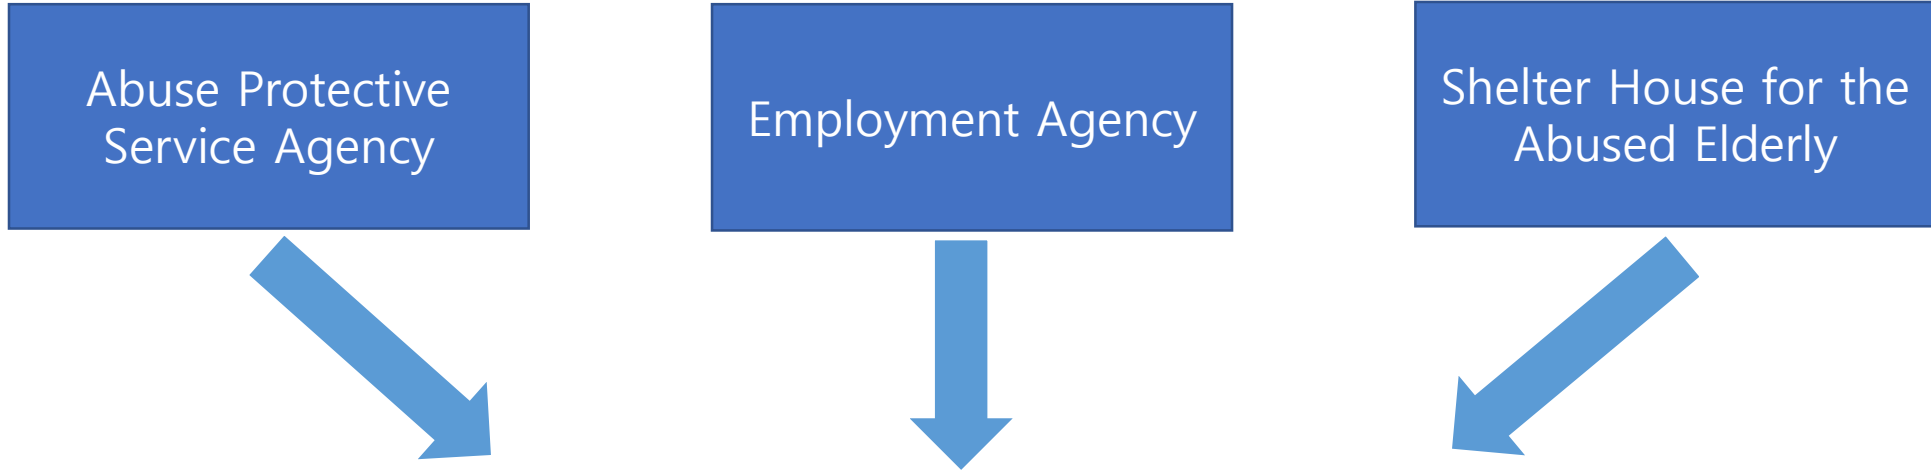 Abuse Protective
Service Agency
Employment Agency
Shelter House for the
Abused Elderly